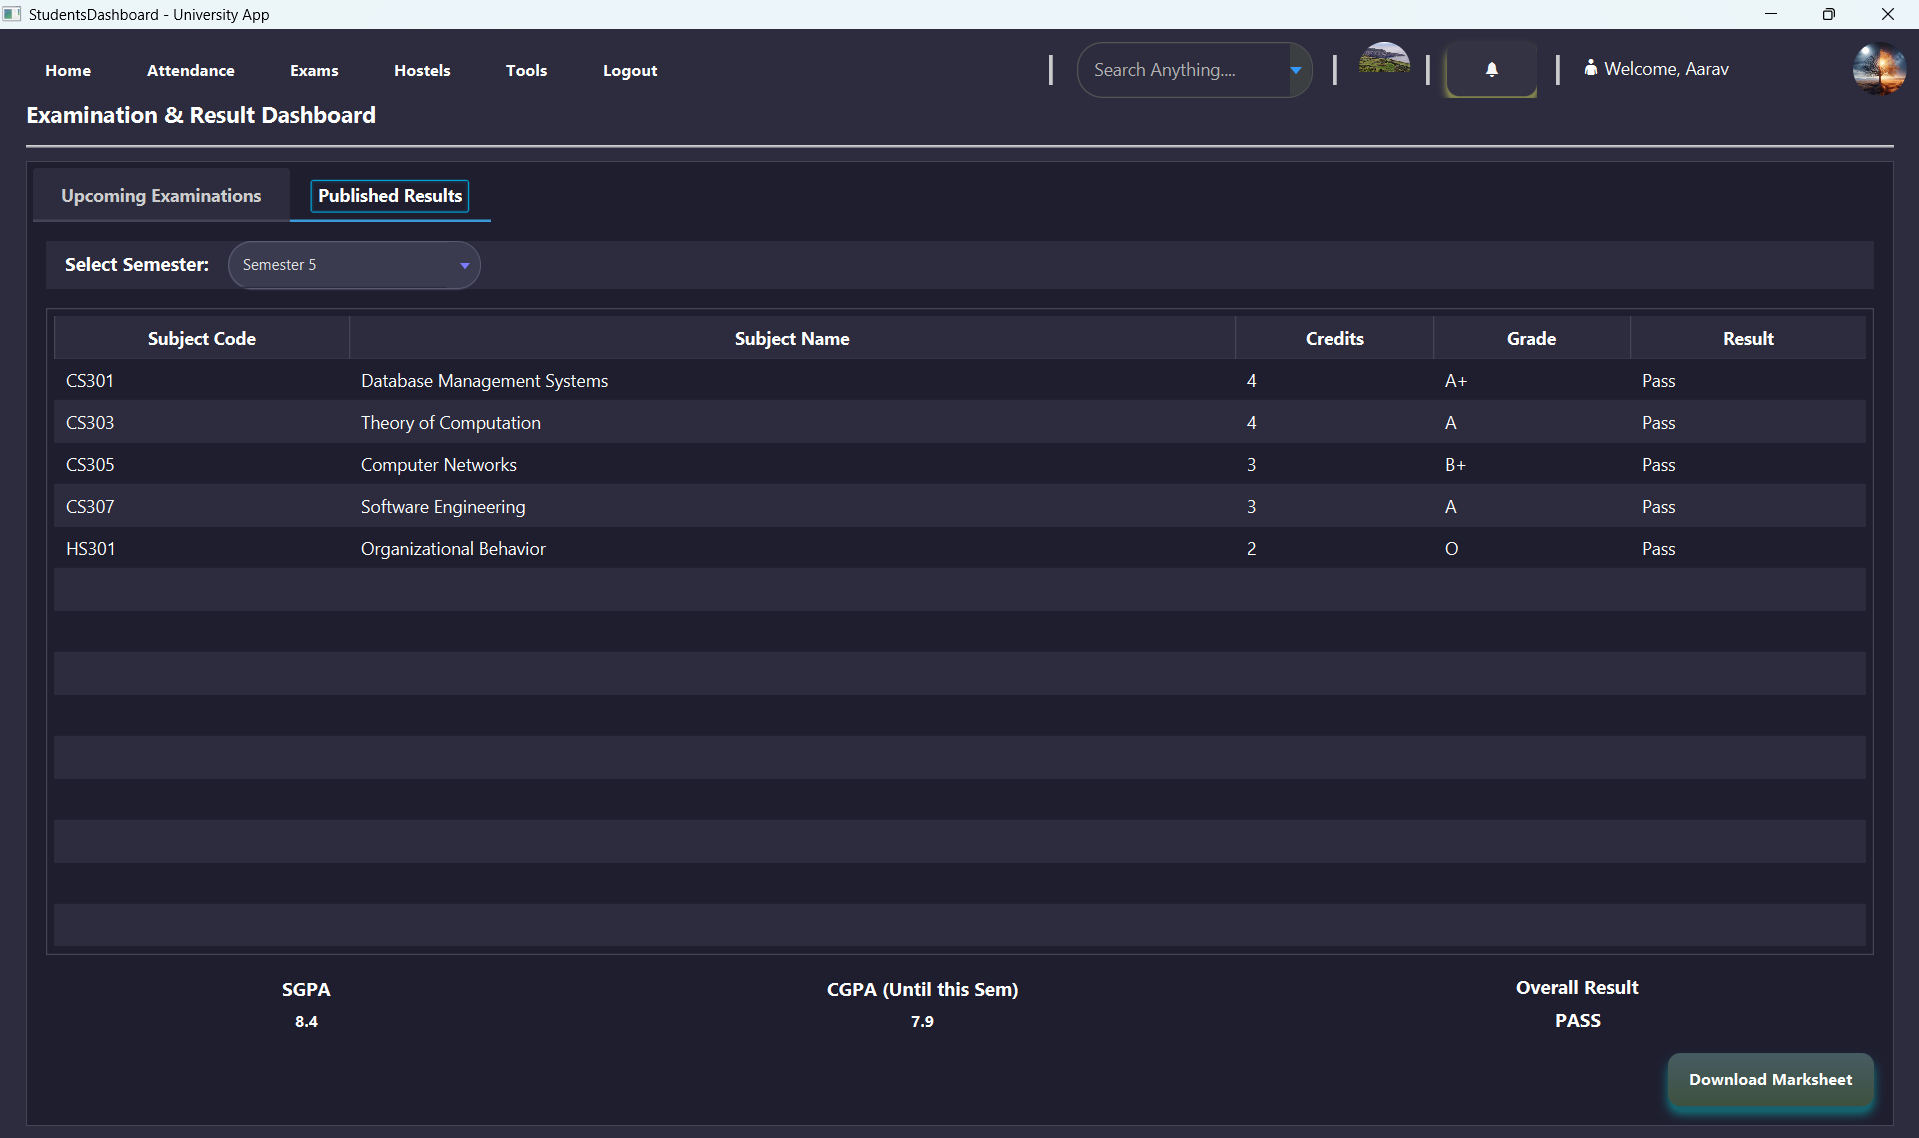 StudentsDashboard - University App
Home Attendance Exams Hostels Tools Logout Search Anything.... Welcome, Aarav
Examination & Result Dashboard
Upcoming Examinations Published Results
Select Semester: Semester 5
Subject Code Subject Name Credits Grade Result
CS301 Database Management Systems 4 A+ Pass
CS303 Theory of Computation 4 A Pass
CS305 Computer Networks 3 B+ Pass
CS307 Software Engineering 3 A Pass
HS301 Organizational Behavior 2 O Pass
SGPA CGPA (Until this Sem) Overall Result
8.4 7.9 PASS
Download Marksheet